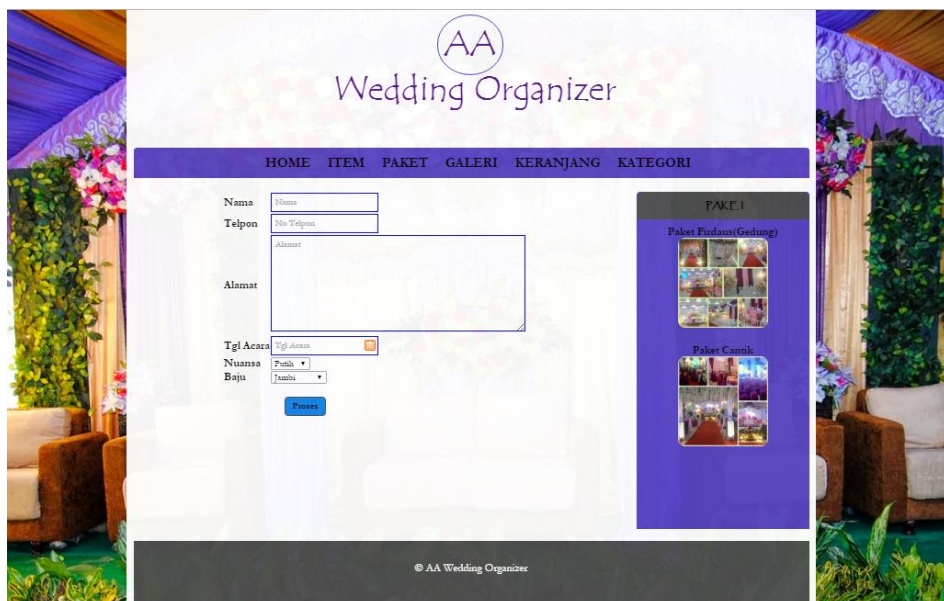 AA
Wedding Organizer
HOME ITEM PAKET GALERI KERANJANG KATEGORI
Nama Nama
Telpon No Telpon
Alamat Alamat
Tgl Acara Tgl Acara
Nuansa Putih
Baju Jambi
Proses
PAKET
Paket Firdaus(Gedung)
Paket Cantik
© AA Wedding Organizer